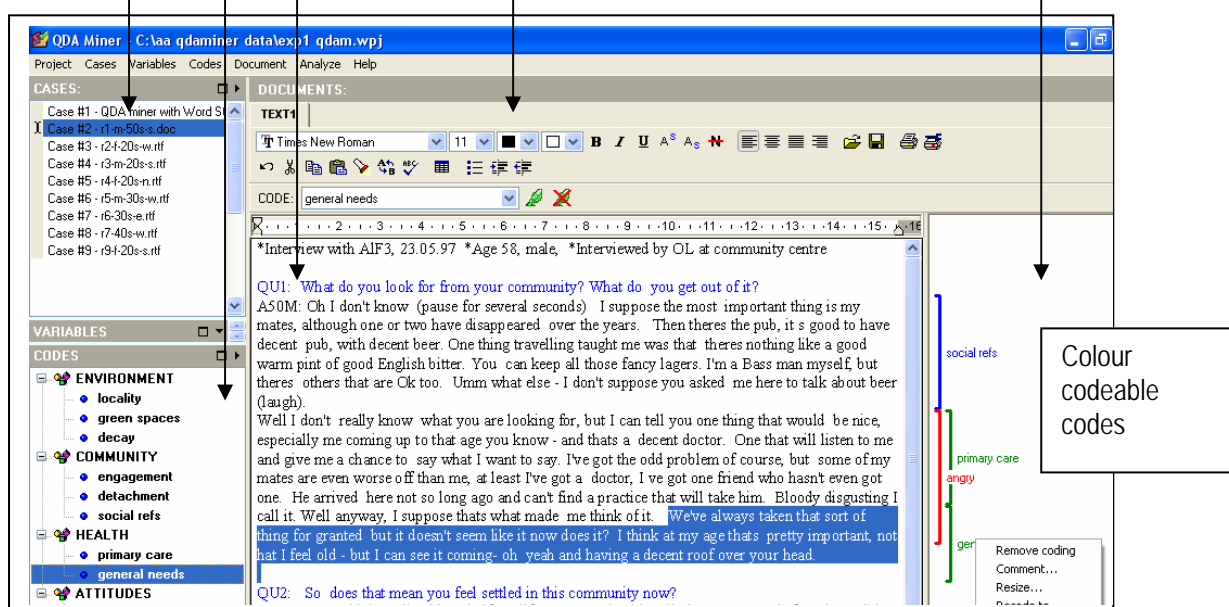 QDA Miner - C:\aa qdaminer data\exp1 qdam.wpj
Project Cases Variables Codes Document Analyze Help
CASES:
Case #1 - QDA miner with Word S
Case #2 - r1-m-50s-s.doc
Case #3 - r2-f-20s-w.rtf
Case #4 - r3-m-20s-s.rtf
Case #5 - r4-f-20s-n.rtf
Case #6 - r5-m-30s-w.rtf
Case #7 - r6-30s-e.rtf
Case #8 - r7-40s-w.rtf
Case #9 - r9-f-20s-s.rtf
VARIABLES
CODES
ENVIRONMENT
locality
green spaces
decay
COMMUNITY
engagement
detachment
social refs
HEALTH
primary care
general needs
ATTITUDES
DOCUMENTS:
TEXT1
Times New Roman 11 B I U A S A S N
CODE: general needs
1 2 3 4 5 6 7 8 9 10 11 12 13 14 15 16
*Interview with AlF3, 23.05.97 *Age 58, male, *Interviewed by OL at community centre
QU1: What do you look for from your community? What do you get out of it?
A50M: Oh I don't know (pause for several seconds) I suppose the most important thing is my
mates, although one or two have disappeared over the years. Then theres the pub, it s good to have
decent pub, with decent beer. One thing travelling taught me was that theres nothing like a good
warm pint of good English bitter. You can keep all those fancy lagers. I'm a Bass man myself, but
theres others that are Ok too. Umm what else - I don't suppose you asked me here to talk about beer
(laugh).
Well I don't really know what you are looking for, but I can tell you one thing that would be nice,
especially me coming up to that age you know - and thats a decent doctor. One that will listen to me
and give me a chance to say what I want to say. I've got the odd problem of course, but some of my
mates are even worse off than me, at least I've got a doctor, I ve got one friend who hasn't even got
one. He arrived here not so long ago and can't find a practice that will take him. Bloody disgusting I
call it. Well anyway, I suppose thats what made me think of it. We've always taken that sort of
thing for granted but it doesn't seem like it now does it? I think at my age thats pretty important, not
hat I feel old - but I can see it coming- oh yeah and having a decent roof over your head.
QU2: So does that mean you feel settled in this community now?
social refs
primary care
angry
ger
Remove coding
Comment...
Resize...
Colour
codeable
codes